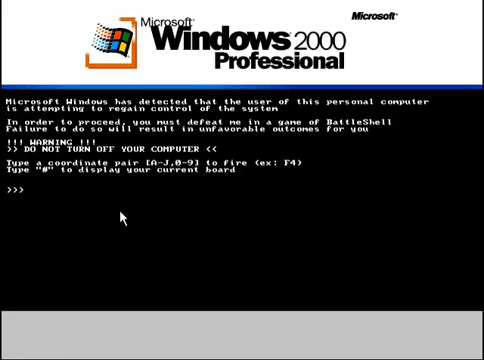 Microsoft
Microsoft
Windows 2000
Professional
Microsoft Windows has detected that the user of this personal computer
is attempting to regain control of the system
In order to proceed, you must defeat me in a game of BattleShell
Failure to do so will result in unfavorable outcomes for you
!!! WARNING !!!
>> DO NOT TURN OFF YOUR COMPUTER <<
Type a coordinate pair [A-J,0-9] to fire (ex: F4)
Type "#" to display your current board
>>>